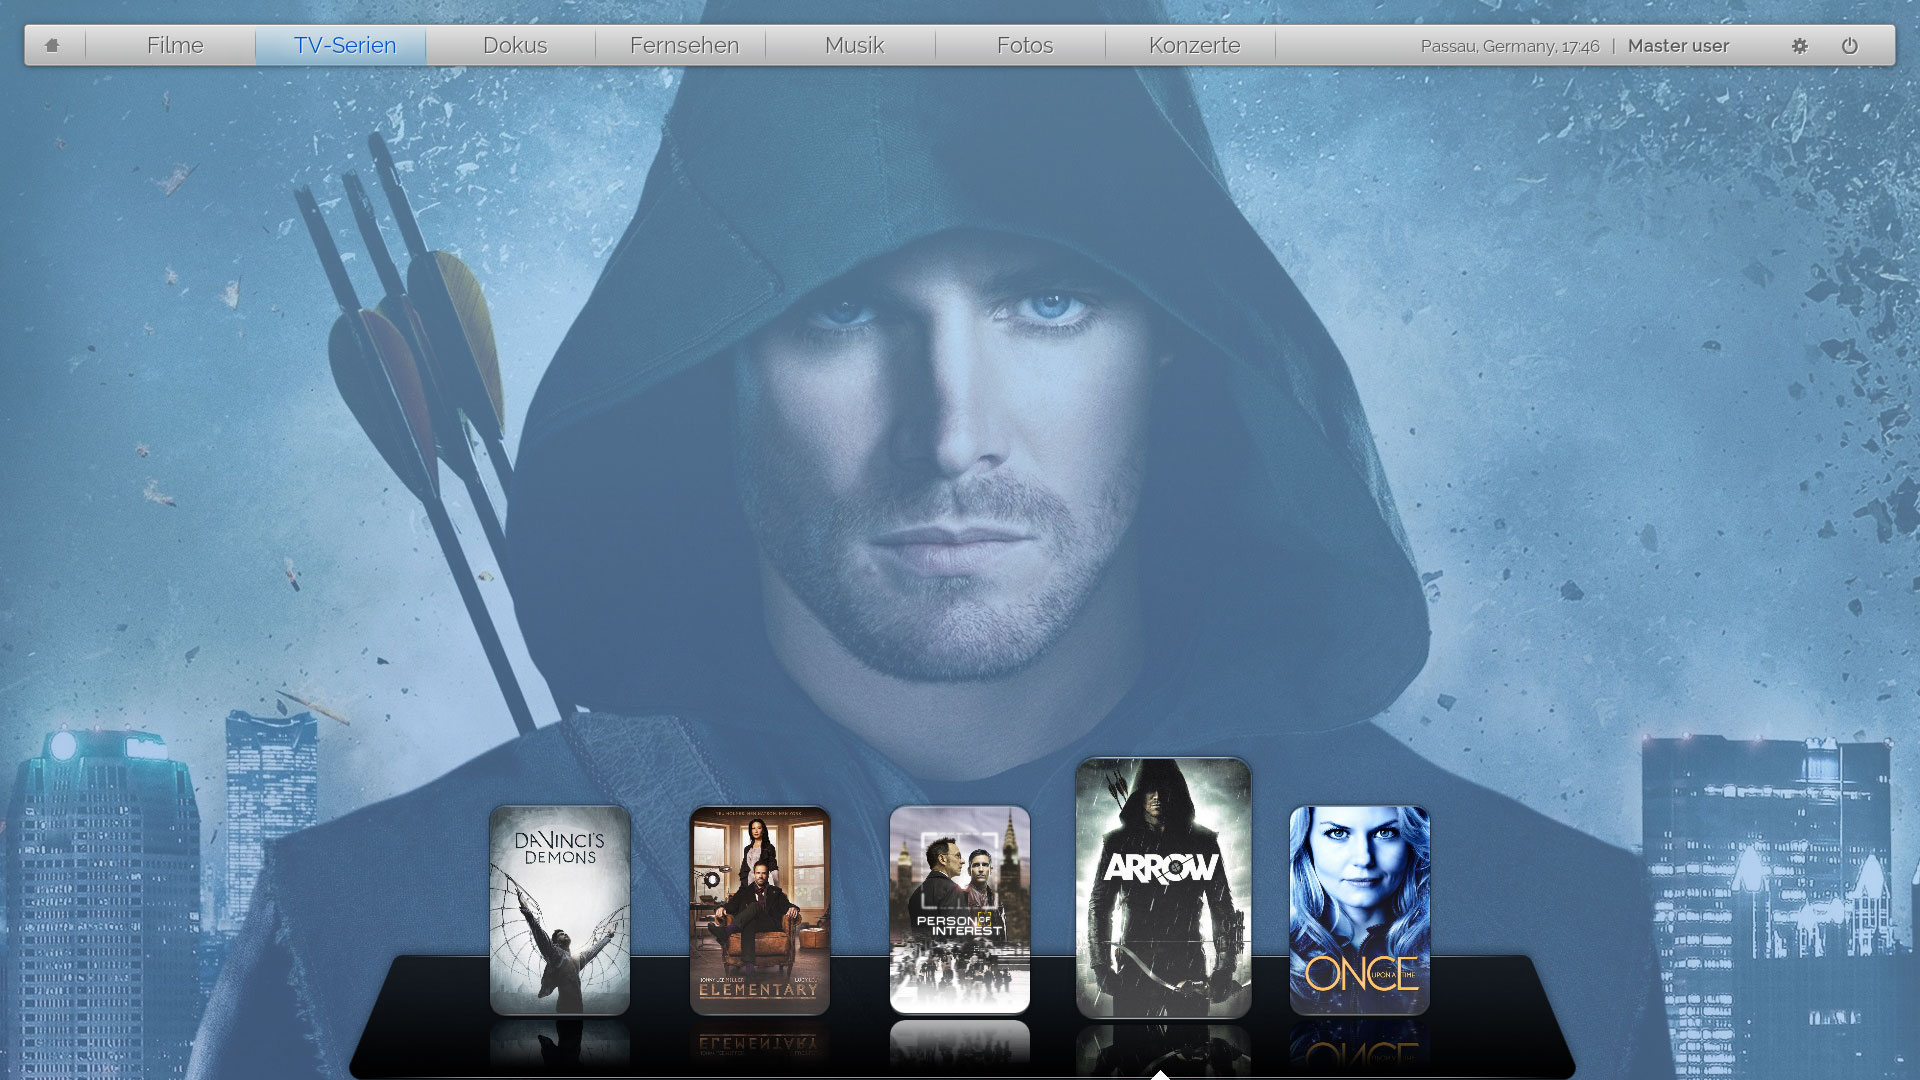 Filme
TV-Serien
Dokus
Fernsehen
Musik
Fotos
Konzerte
Passau, Germany, 17:46 | Master user
DAVINCI'S
DEMONS
ELEMENTARY
PERSON OF
INTEREST
ARROW
ONCE
UPON A TIME